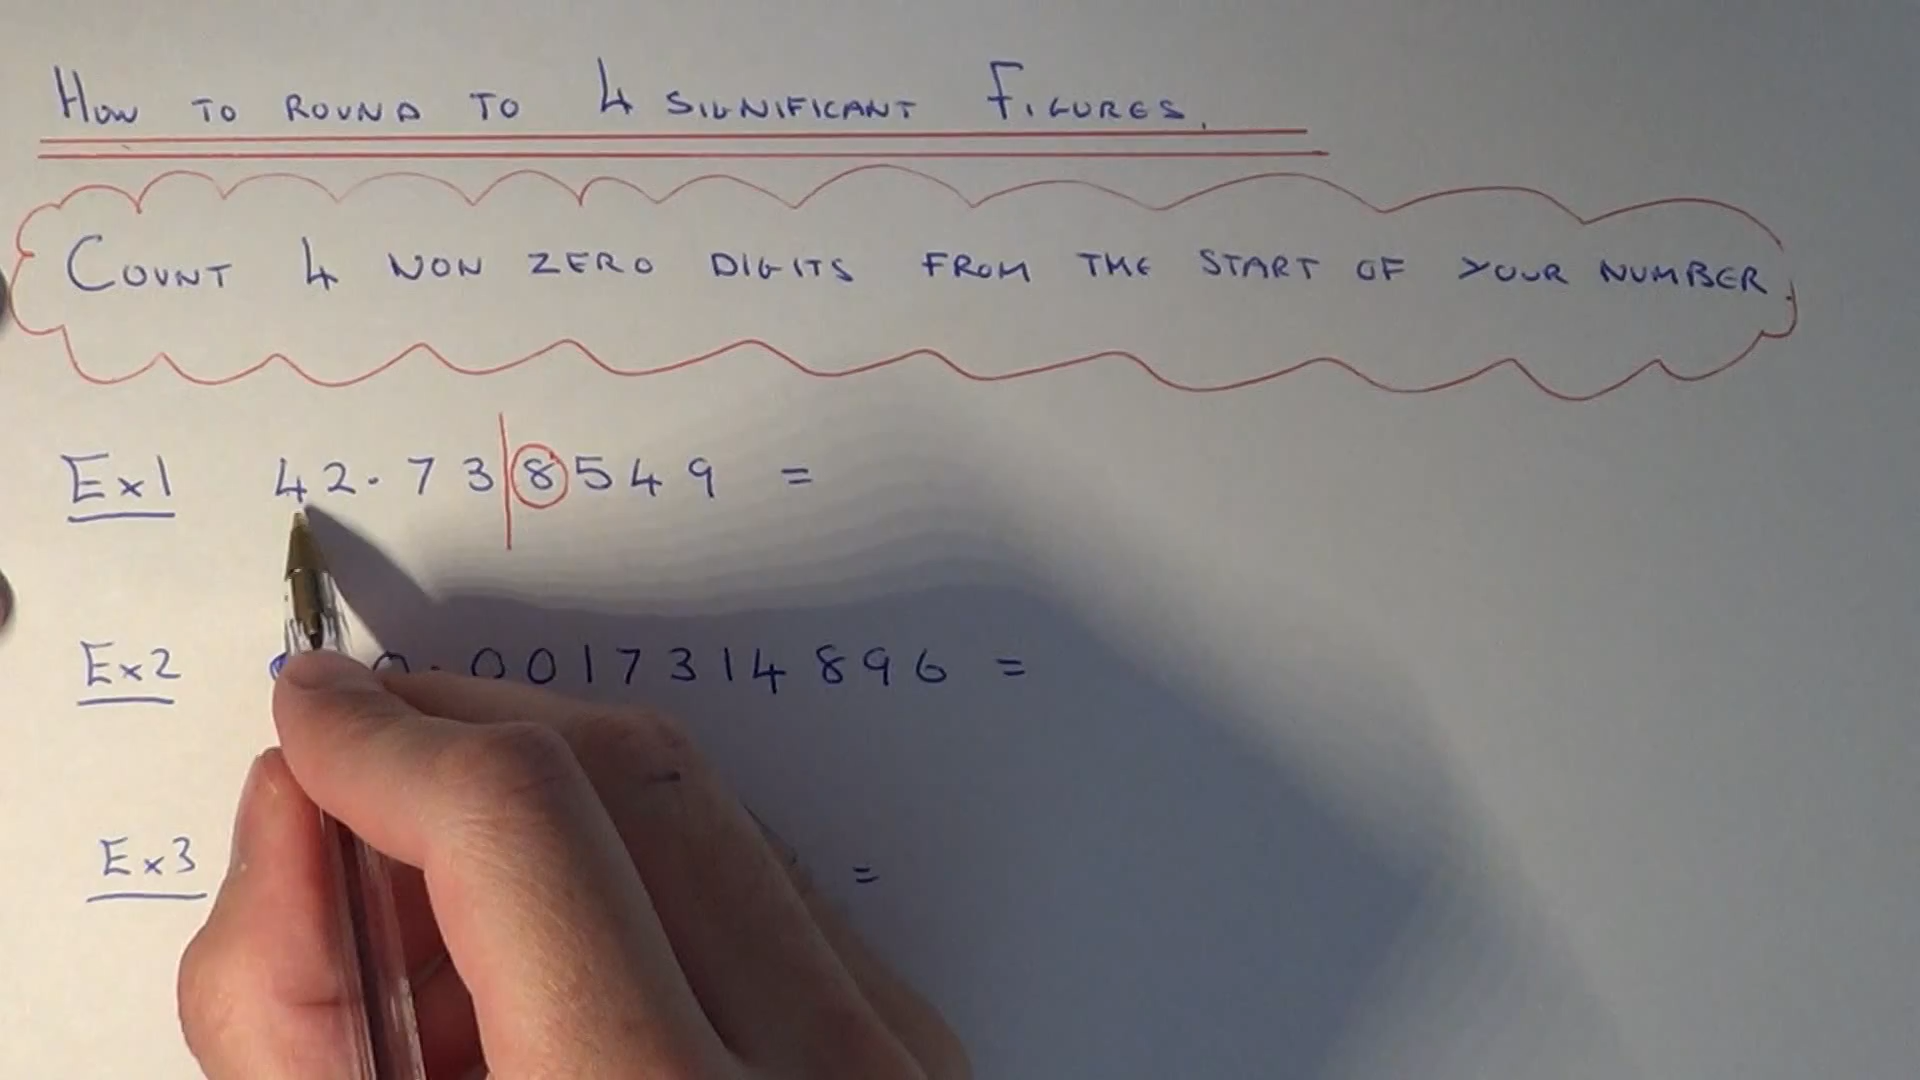 HOW TO ROUND TO 4 SIGNIFICANT FIGURES.
COUNT 4 NON ZERO DIGITS FROM THE START OF YOUR NUMBER.
Ex1 42.738549 =
Ex2 0.0017314896 =
Ex3 =